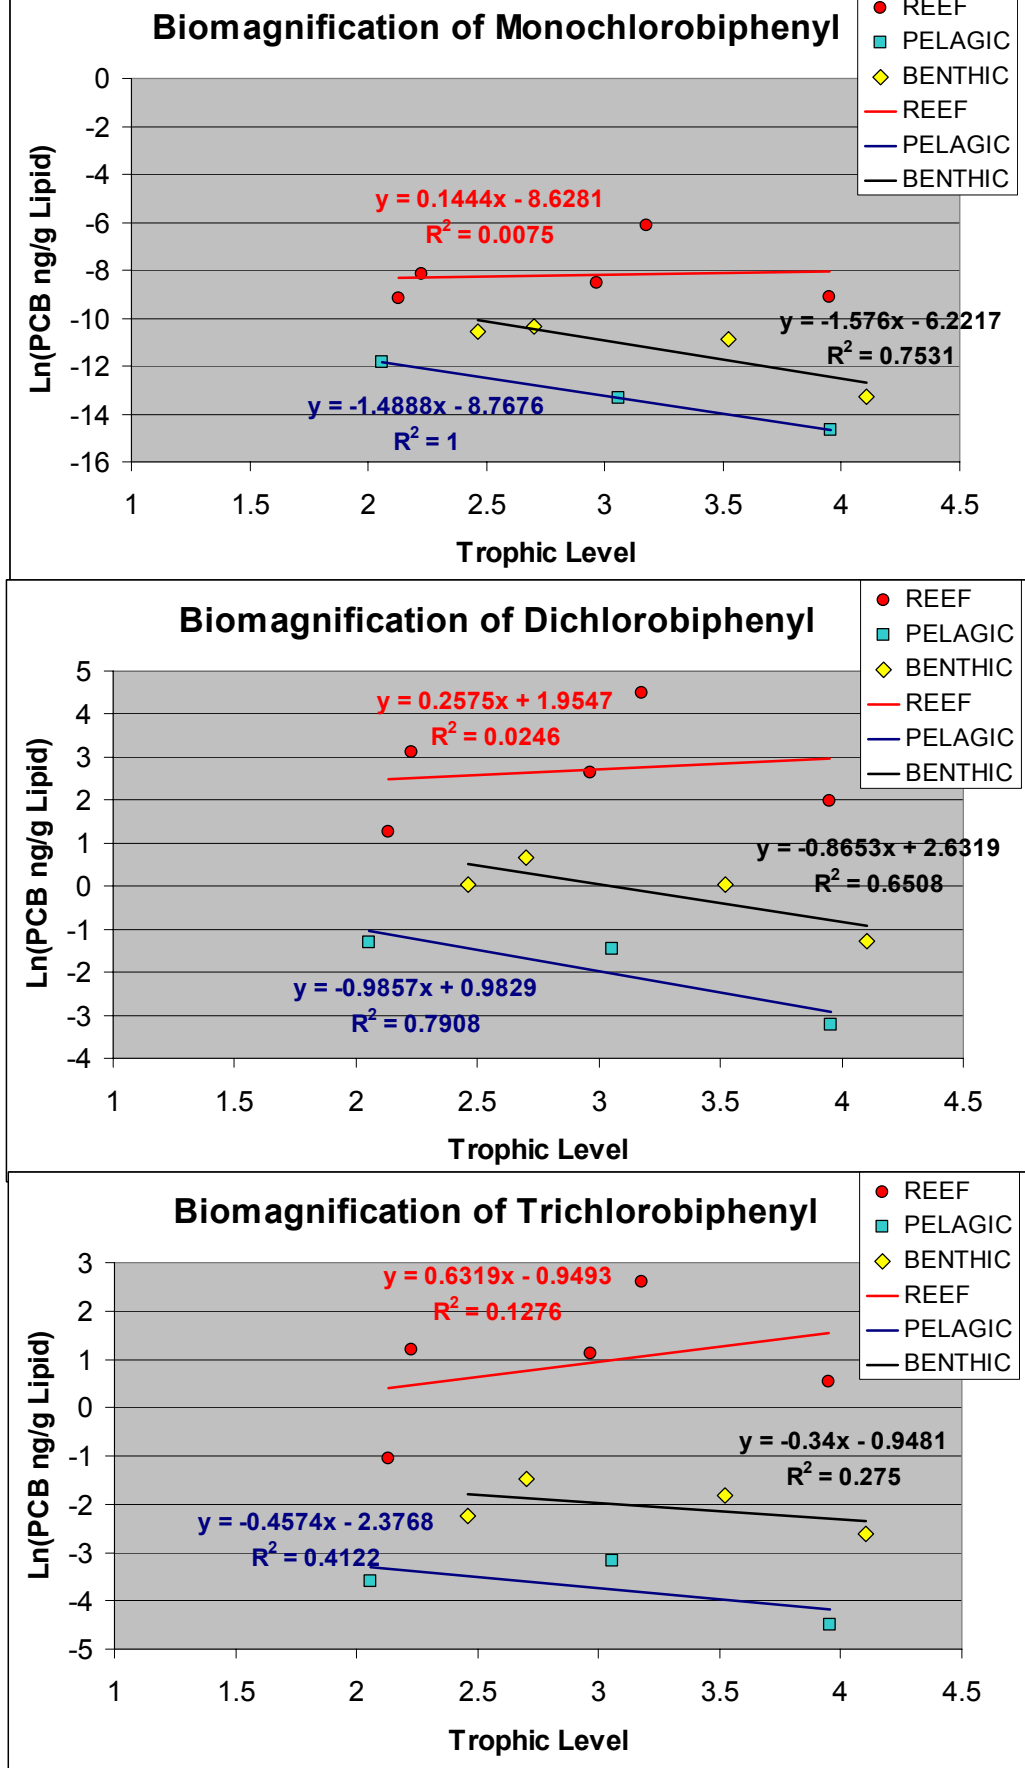 Biomagnification of Monochlorobiphenyl
REEF
PELAGIC
BENTHIC
REEF
PELAGIC
BENTHIC
0
-2
-4
-6
-8
-10
-12
-14
-16
Ln(PCB ng/g Lipid)
y = 0.1444x - 8.6281
R² = 0.0075
y = -1.576x - 6.2217
R² = 0.7531
y = -1.4888x - 8.7676
R² = 1
1 2 2.5 3 3.5 4 4.5
Trophic Level
Biomagnification of Dichlorobiphenyl
REEF
PELAGIC
BENTHIC
REEF
PELAGIC
BENTHIC
5
4
3
2
1
0
-1
-2
-3
-4
Ln(PCB ng/g Lipid)
y = 0.2575x + 1.9547
R² = 0.0246
y = -0.8653x + 2.6319
R² = 0.6508
y = -0.9857x + 0.9829
R² = 0.7908
1 1.5 2 2.5 3 3.5 4 4.5
Trophic Level
Biomagnification of Trichlorobiphenyl
REEF
PELAGIC
BENTHIC
REEF
PELAGIC
BENTHIC
3
2
1
0
-1
-2
-3
-4
-5
Ln(PCB ng/g Lipid)
y = 0.6319x - 0.9493
R² = 0.1276
y = -0.34x - 0.9481
R² = 0.275
y = -0.4574x - 2.3768
R² = 0.4122
1 1.5 2 2.5 3 3.5 4 4.5
Trophic Level